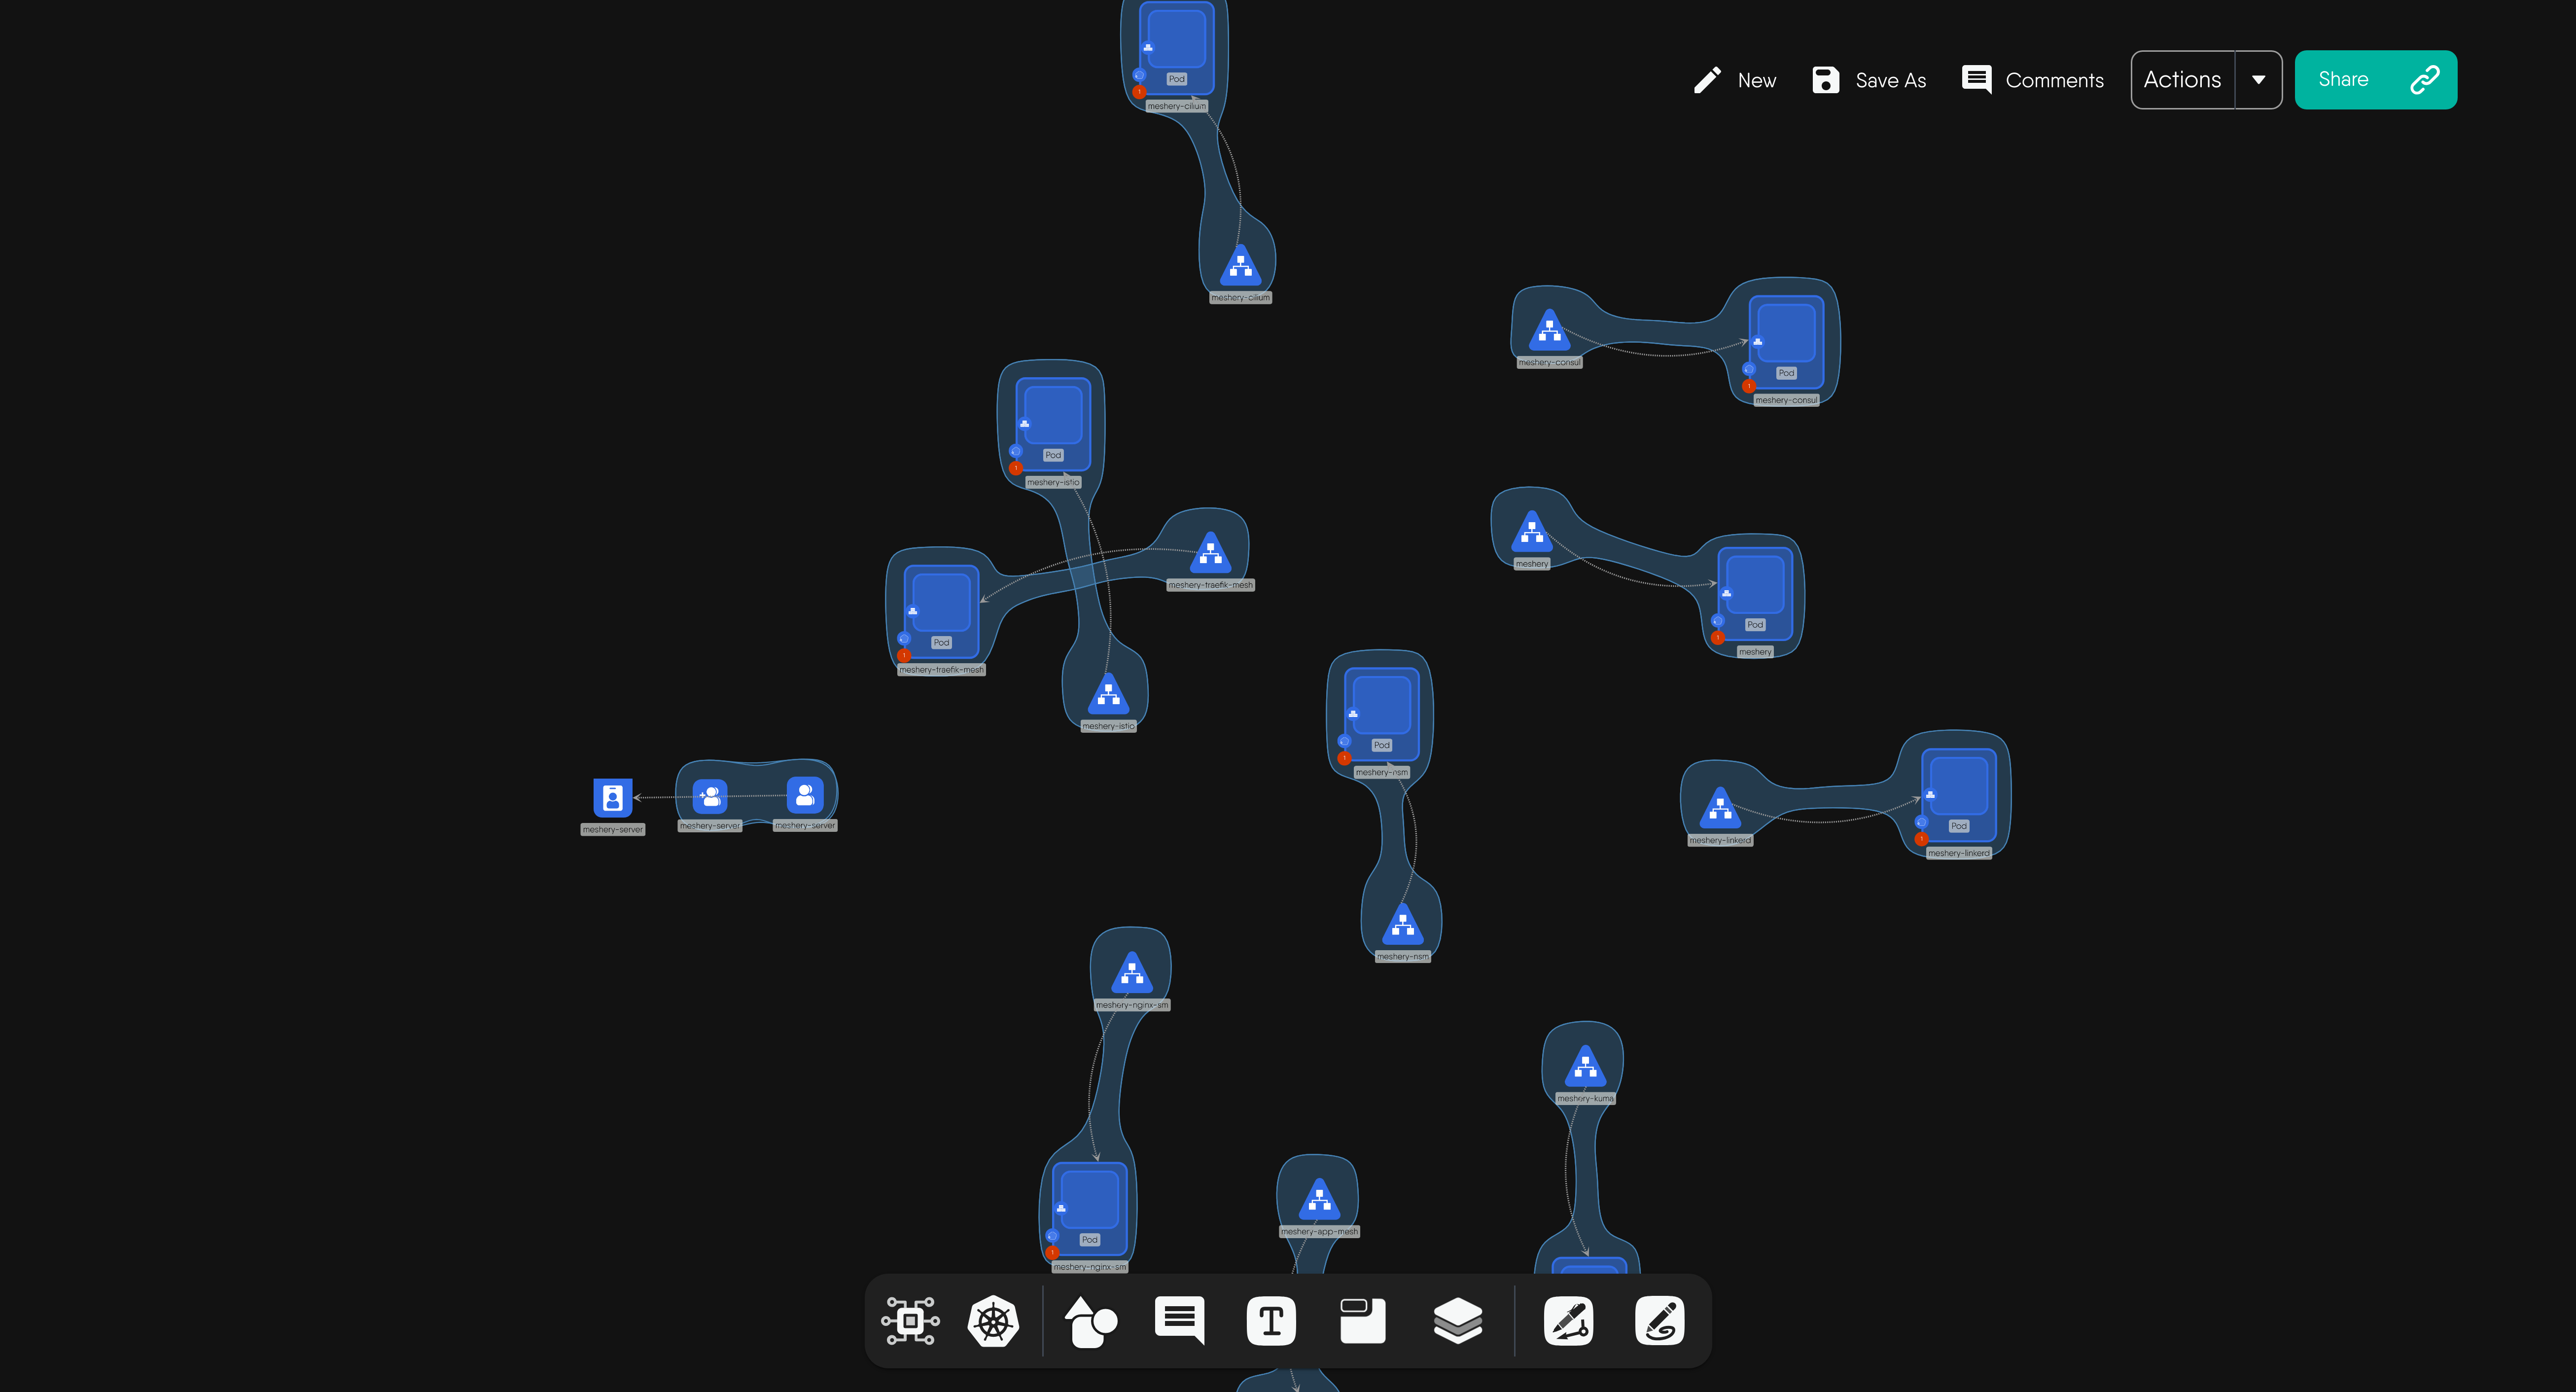 Pod
meshery-cilium
New
Save As
Comments
Actions
Share
meshery-cilium
meshery-consul
Pod
meshery-consul
Pod
meshery-istio
meshery-traefik-mesh
meshery
Pod
meshery
Pod
meshery-traefik-mesh
meshery-istio
Pod
meshery-nsm
meshery-server
meshery-server
meshery-server
meshery-linkerd
Pod
meshery-linkerd
meshery-nsm
meshery-nginx-sm
meshery-kuma
Pod
meshery-nginx-sm
meshery-app-mesh
T